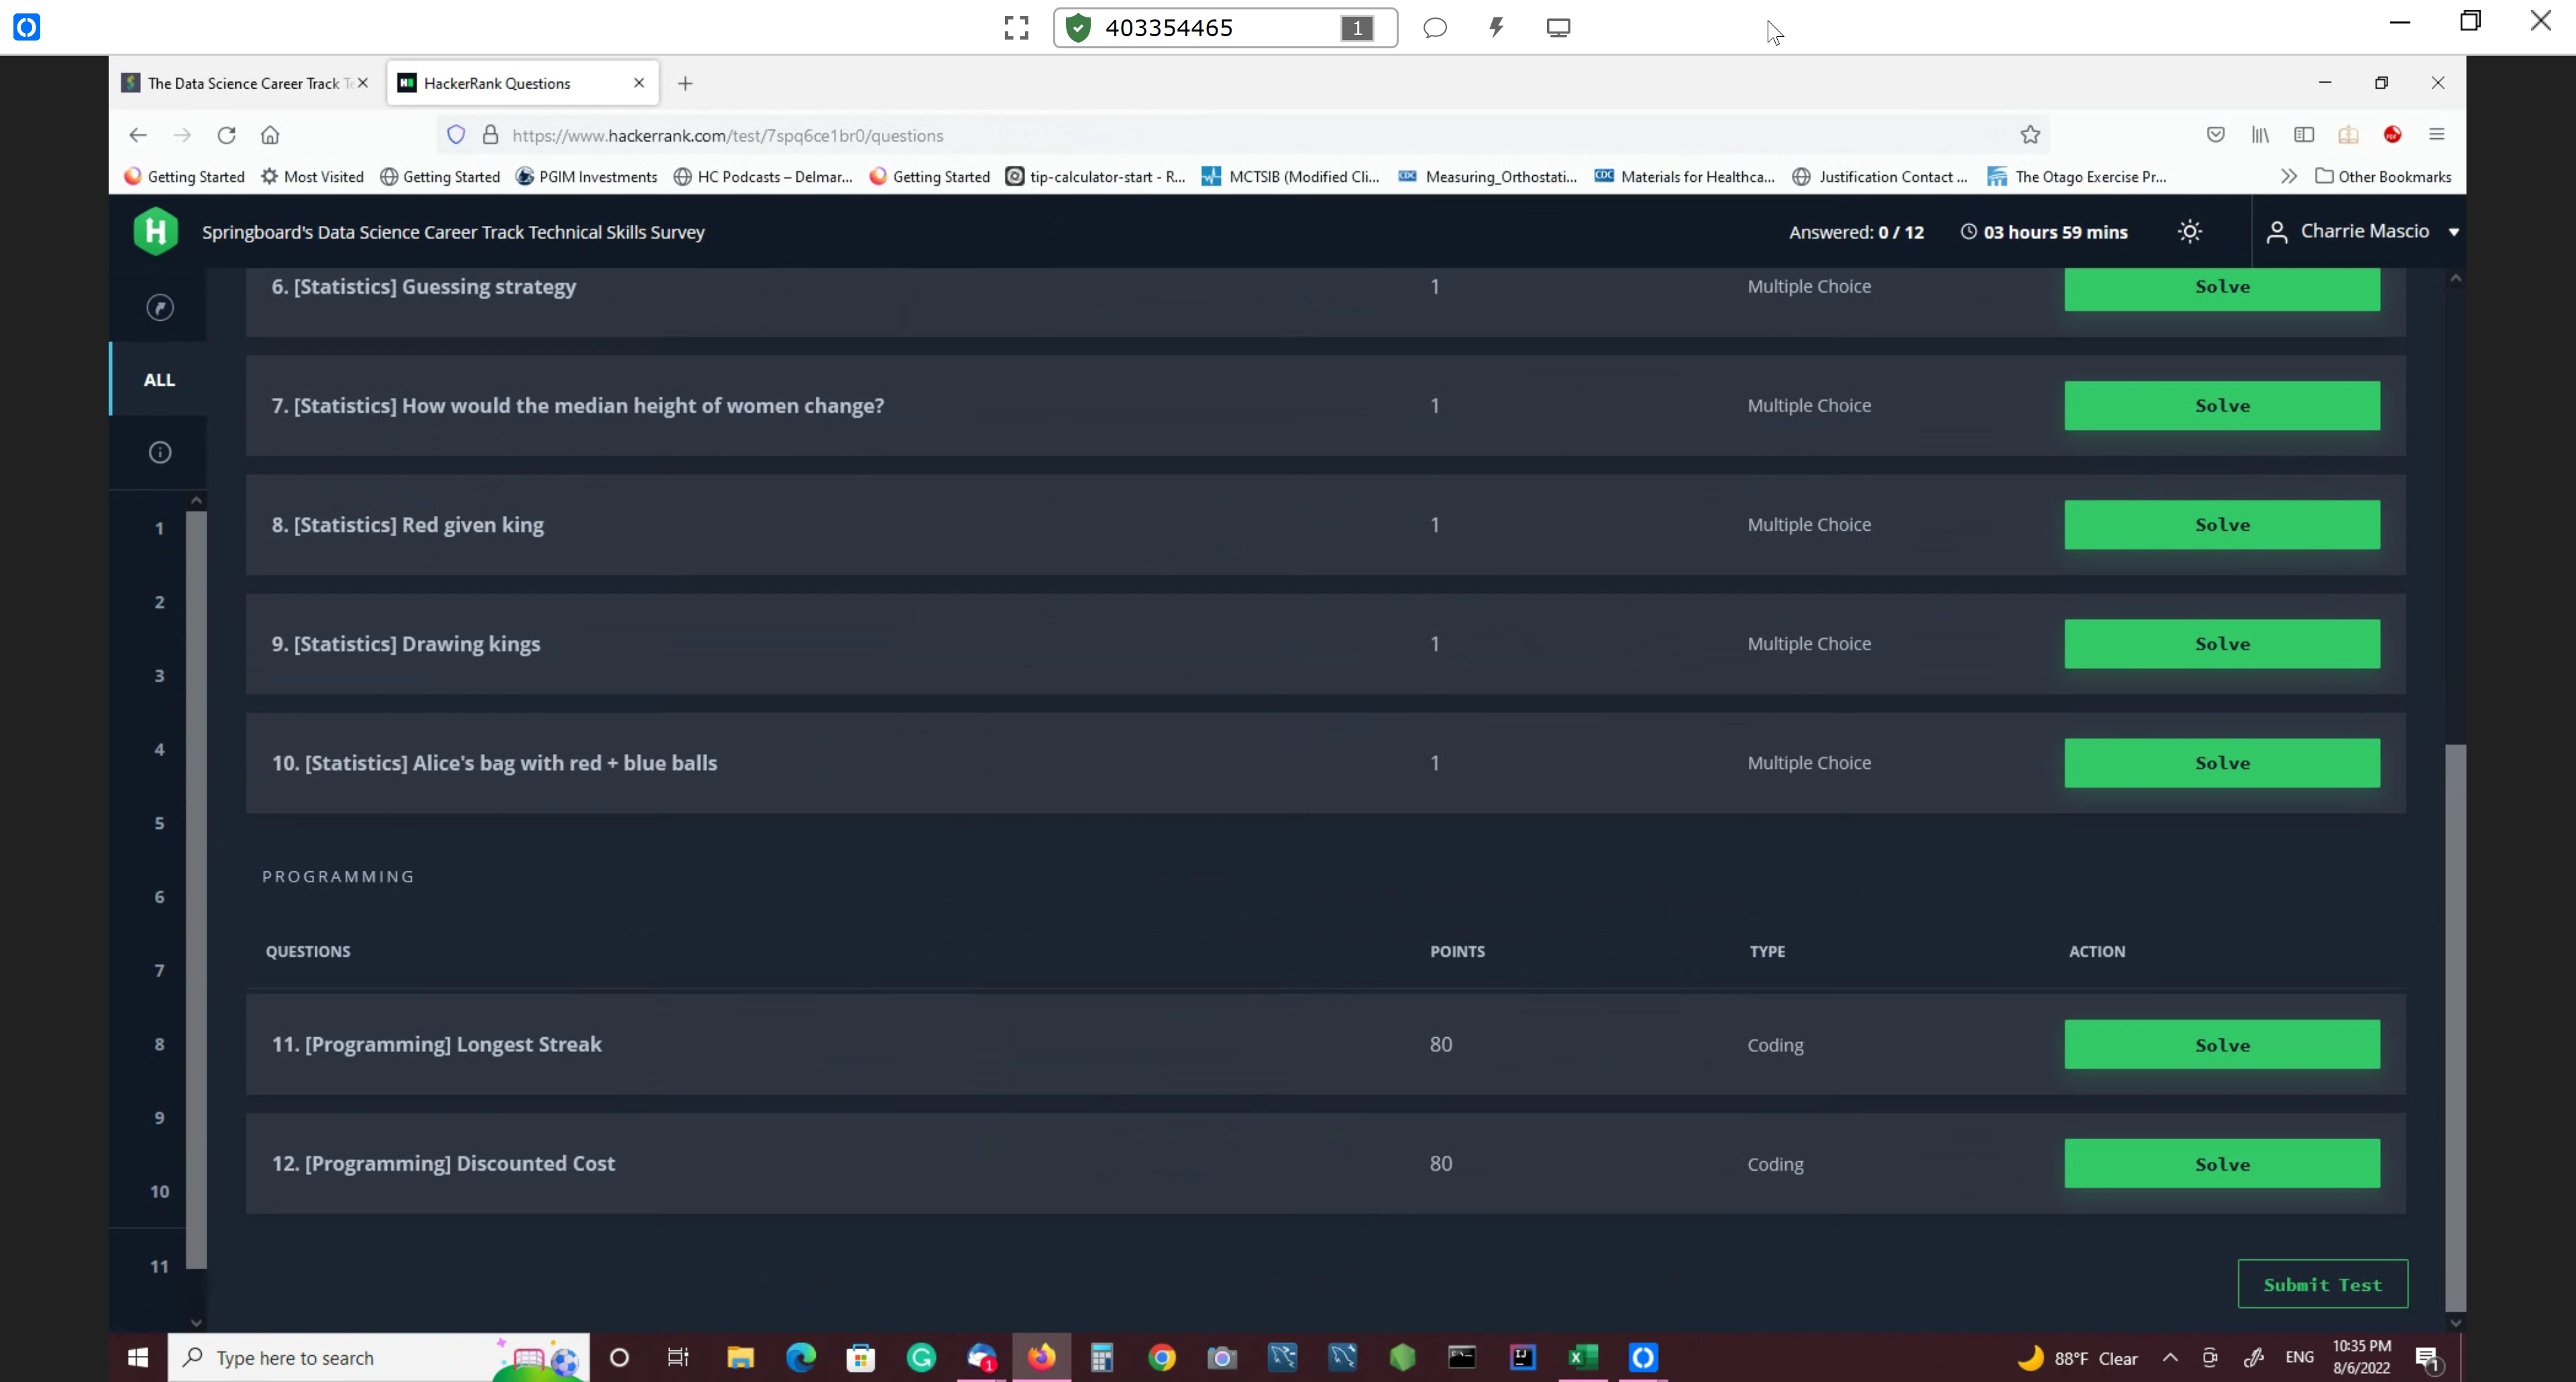 403354465
1
The Data Science Career Track Te
HackerRank Questions
https://www.hackerrank.com/test/7spq6ce1br0/questions
Getting Started
Most Visited
Getting Started
PGIM Investments
HC Podcasts – Delmar...
Getting Started
tip-calculator-start - R...
MCTSIB (Modified Cli...
Measuring_Orthostati...
Materials for Healthca...
Justification Contact ...
The Otago Exercise Pr...
Other Bookmarks
Springboard's Data Science Career Track Technical Skills Survey
Answered: 0 / 12
03 hours 59 mins
Charrie Mascio
ALL
1
2
3
4
5
6
7
8
9
10
11
6. [Statistics] Guessing strategy 1 Multiple Choice Solve
7. [Statistics] How would the median height of women change? 1 Multiple Choice Solve
8. [Statistics] Red given king 1 Multiple Choice Solve
9. [Statistics] Drawing kings 1 Multiple Choice Solve
10. [Statistics] Alice's bag with red + blue balls 1 Multiple Choice Solve
PROGRAMMING
QUESTIONS POINTS TYPE ACTION
11. [Programming] Longest Streak 80 Coding Solve
12. [Programming] Discounted Cost 80 Coding Solve
Submit Test
Type here to search
1
88°F Clear
ENG
10:35 PM
8/6/2022
1